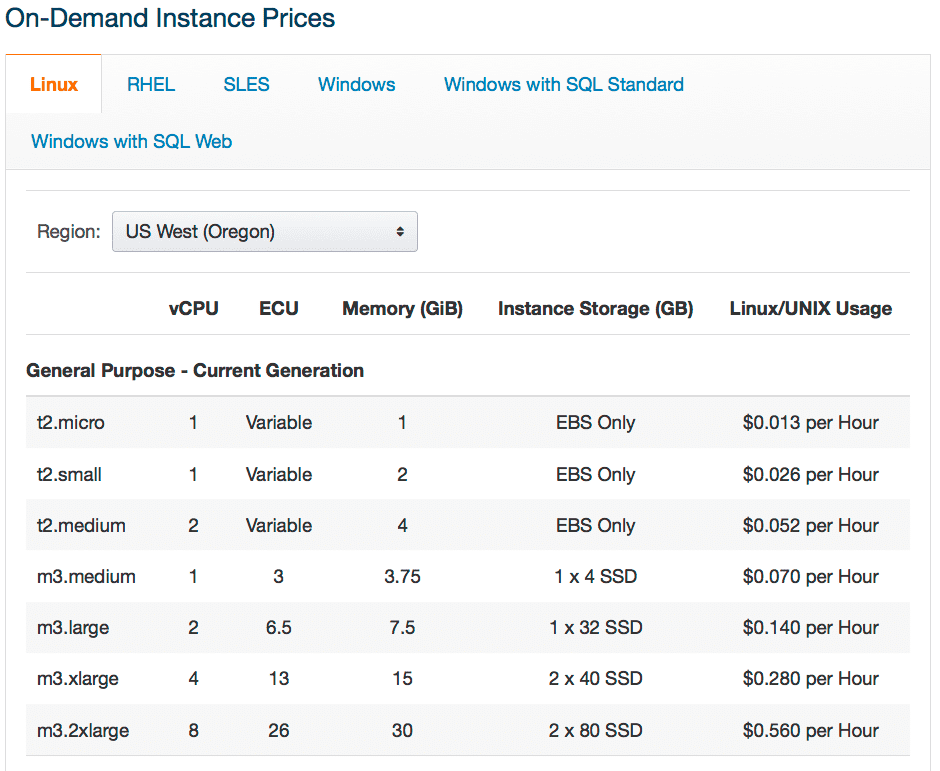 On-Demand Instance Prices
Linux RHEL SLES Windows Windows with SQL Standard
Windows with SQL Web
Region: US West (Oregon)
vCPU ECU Memory (GiB) Instance Storage (GB) Linux/UNIX Usage
General Purpose - Current Generation
t2.micro 1 Variable 1 EBS Only $0.013 per Hour
t2.small 1 Variable 2 EBS Only $0.026 per Hour
t2.medium 2 Variable 4 EBS Only $0.052 per Hour
m3.medium 1 3 3.75 1 x 4 SSD $0.070 per Hour
m3.large 2 6.5 7.5 1 x 32 SSD $0.140 per Hour
m3.xlarge 4 13 15 2 x 40 SSD $0.280 per Hour
m3.2xlarge 8 26 30 2 x 80 SSD $0.560 per Hour